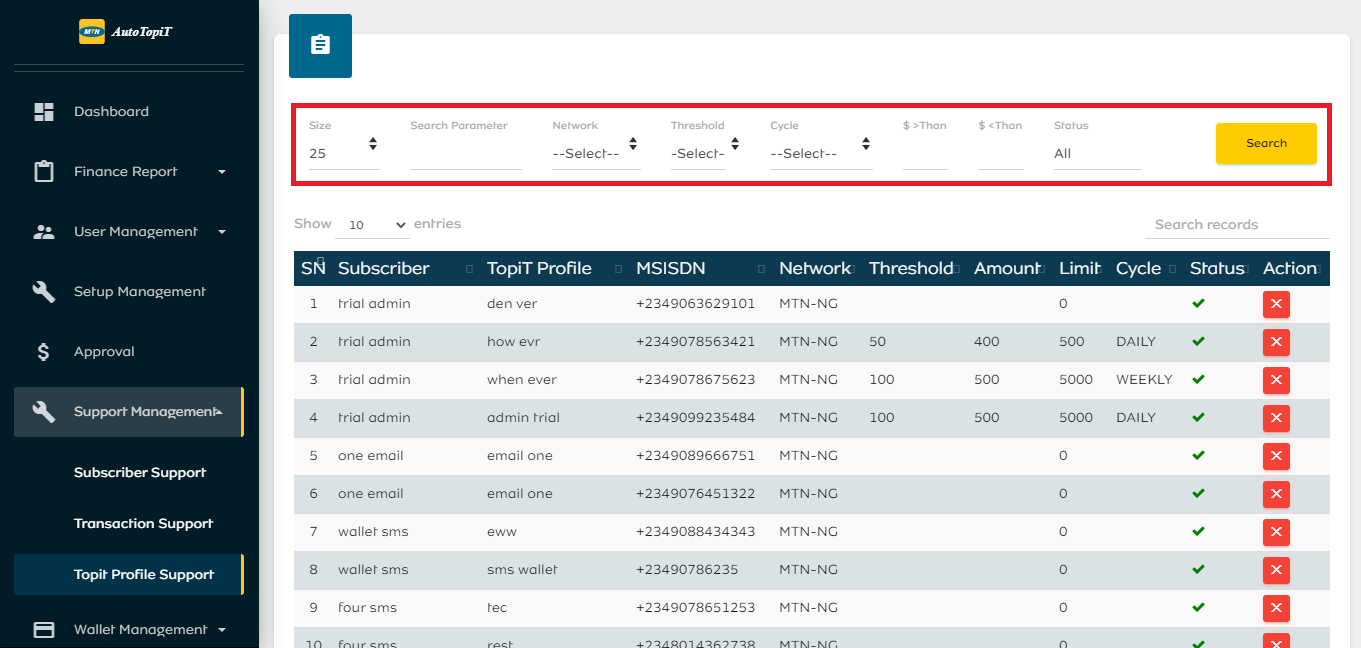 MTN AutoTopiT
Dashboard
Finance Report
User Management
Setup Management
Approval
Support Management
Subscriber Support
Transaction Support
Topit Profile Support
Wallet Management
Size Search Parameter Network Threshold Cycle $ >Than $ <Than Status
25 --Select-- -Select- --Select-- All Search
Show 10 entries Search records
SN Subscriber TopiT Profile MSISDN Network Threshold Amount Limit Cycle Status Action
1 trial admin den ver +2349063629101 MTN-NG 0
2 trial admin how evr +2349078563421 MTN-NG 50 400 500 DAILY
3 trial admin when ever +2349078675623 MTN-NG 100 500 5000 WEEKLY
4 trial admin admin trial +2349099235484 MTN-NG 100 500 5000 DAILY
5 one email email one +2349089666751 MTN-NG 0
6 one email email one +2349076451322 MTN-NG 0
7 wallet sms eww +2349088434343 MTN-NG 0
8 wallet sms sms wallet +23490786235 MTN-NG 0
9 four sms tec +2349078651253 MTN-NG 0
10 four sms rest +2348014362738 MTN-NG 0